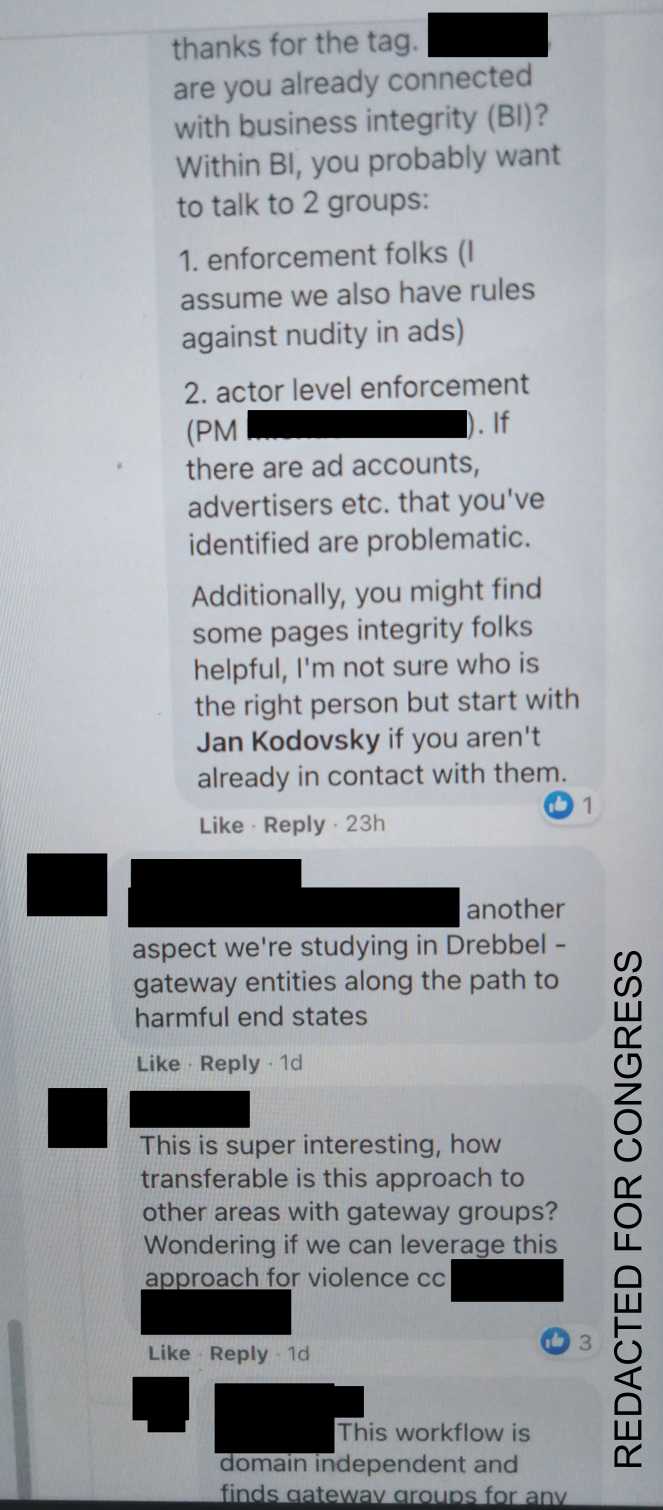 thanks for the tag.
are you already connected
with business integrity (BI)?
Within BI, you probably want
to talk to 2 groups:
1. enforcement folks (I
assume we also have rules
against nudity in ads)
2. actor level enforcement
(PM ). If
there are ad accounts,
advertisers etc. that you've
identified are problematic.
Additionally, you might find
some pages integrity folks
helpful, I'm not sure who is
the right person but start with
Jan Kodovsky if you aren't
already in contact with them.
1
Like · Reply · 23h
another
aspect we're studying in Drebbel -
gateway entities along the path to
harmful end states
Like · Reply · 1d
This is super interesting, how
transferable is this approach to
other areas with gateway groups?
Wondering if we can leverage this
approach for violence cc
3
Like · Reply · 1d
This workflow is
domain independent and
finds gateway groups for any
REDACTED FOR CONGRESS